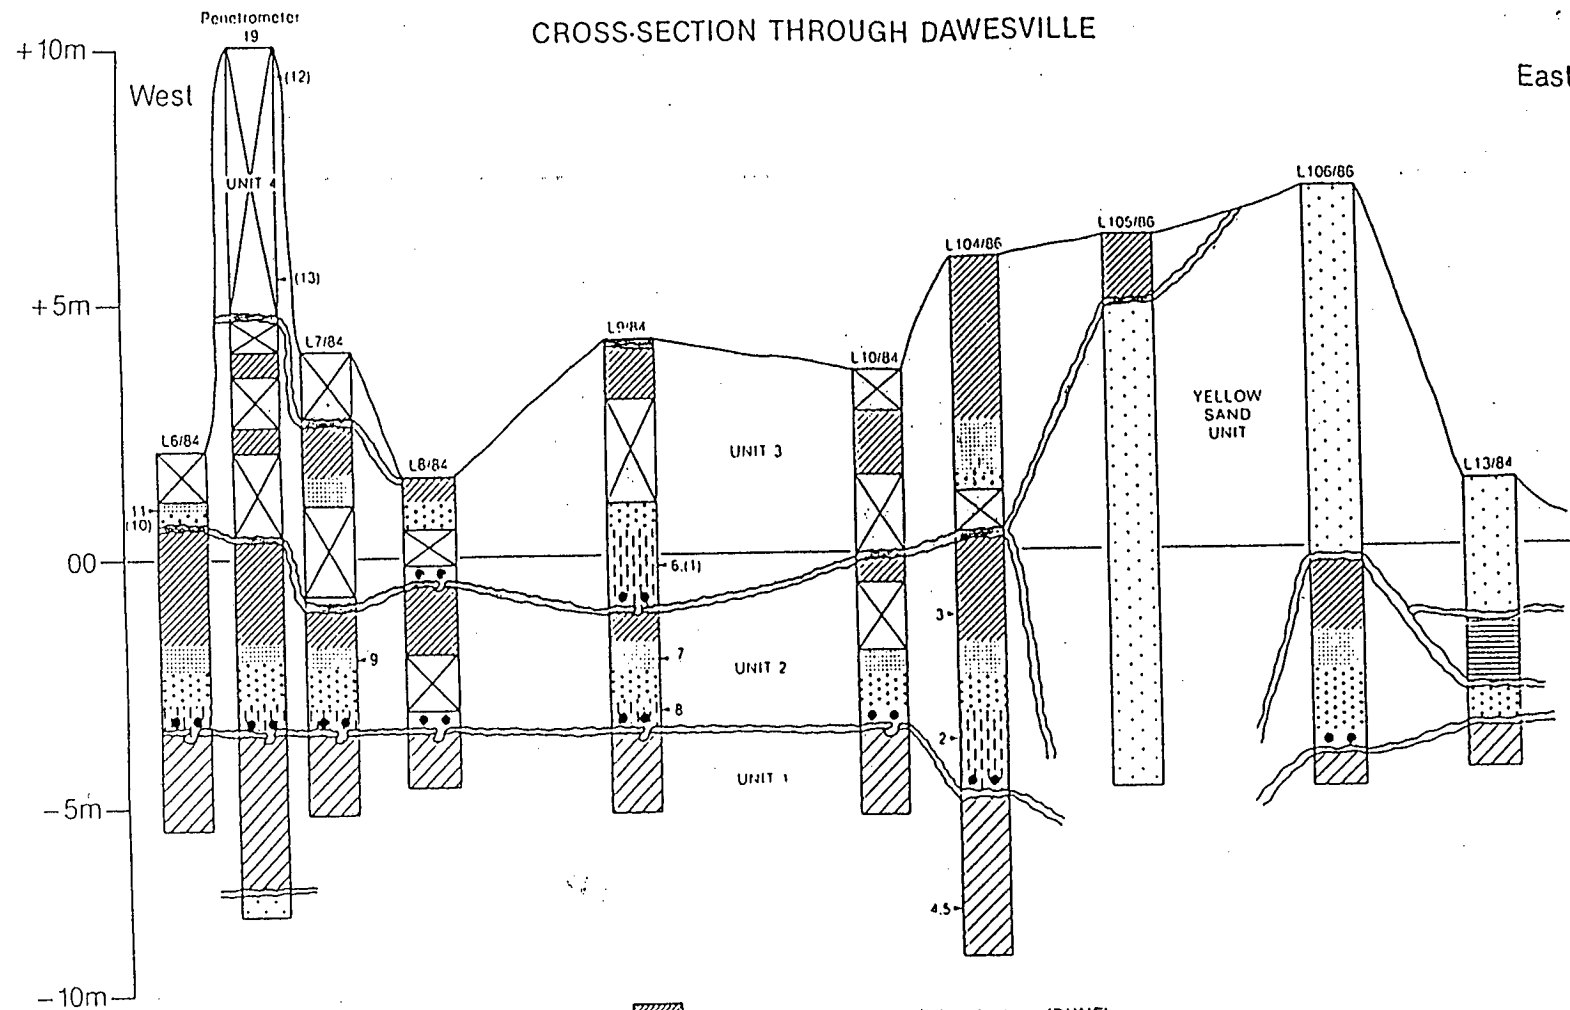 CROSS-SECTION THROUGH DAWESVILLE
Penetrometer
19
+10m
West
East
(12)
UNIT 4
(13)
+5m
L6/84
L7/84
L8/84
L9/84
L10/84
L104/86
L105/86
L106/86
L13/84
YELLOW
SAND
UNIT
UNIT 3
11
(10)
00
6,(1)
3
9
7
UNIT 2
8
2
UNIT 1
-5m
4.5
-10m